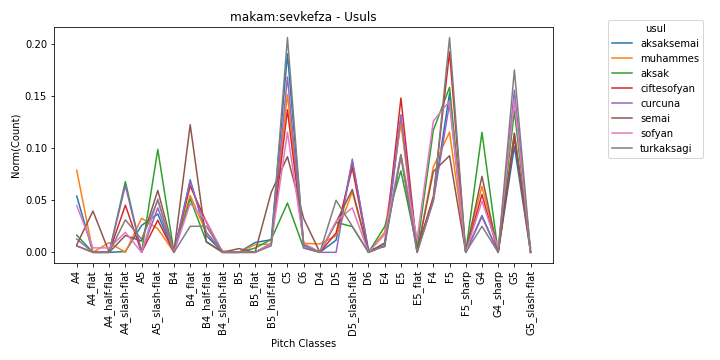 makam:sevkefza - Usuls
usul
aksaksemai
muhammes
aksak
ciftesofyan
curcuna
semai
sofyan
turkaksagi
Norm(Count)
0.20
0.15
0.10
0.05
0.00
A4
A4_flat
A4_half-flat
A4_slash-flat
A5
A5_slash-flat
B4
B4_flat
B4_half-flat
B4_slash-flat
B5
B5_flat
B5_half-flat
C5
C6
D4
D5
D5_slash-flat
D6
E4
E5
E5_flat
F4
F5
F5_sharp
G4
G4_sharp
G5
G5_slash-flat
Pitch Classes